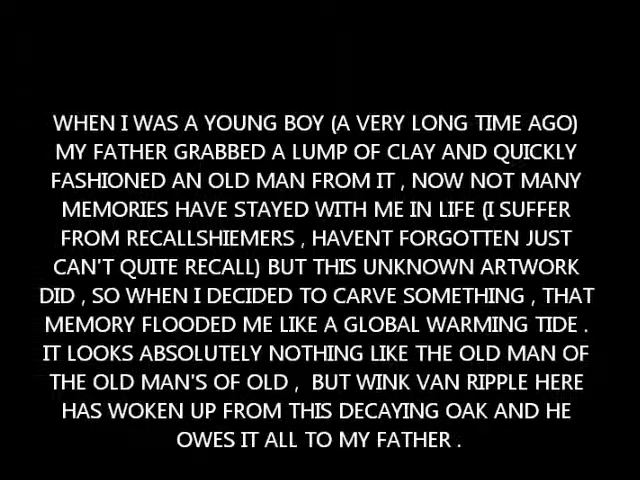 WHEN I WAS A YOUNG BOY (A VERY LONG TIME AGO)
MY FATHER GRABBED A LUMP OF CLAY AND QUICKLY
FASHIONED AN OLD MAN FROM IT , NOW NOT MANY
MEMORIES HAVE STAYED WITH ME IN LIFE (I SUFFER
FROM RECALLSHIEMERS , HAVENT FORGOTTEN JUST
CAN'T QUITE RECALL) BUT THIS UNKNOWN ARTWORK
DID , SO WHEN I DECIDED TO CARVE SOMETHING , THAT
MEMORY FLOODED ME LIKE A GLOBAL WARMING TIDE .
IT LOOKS ABSOLUTELY NOTHING LIKE THE OLD MAN OF
THE OLD MAN'S OF OLD ,  BUT WINK VAN RIPPLE HERE
HAS WOKEN UP FROM THIS DECAYING OAK AND HE
OWES IT ALL TO MY FATHER .